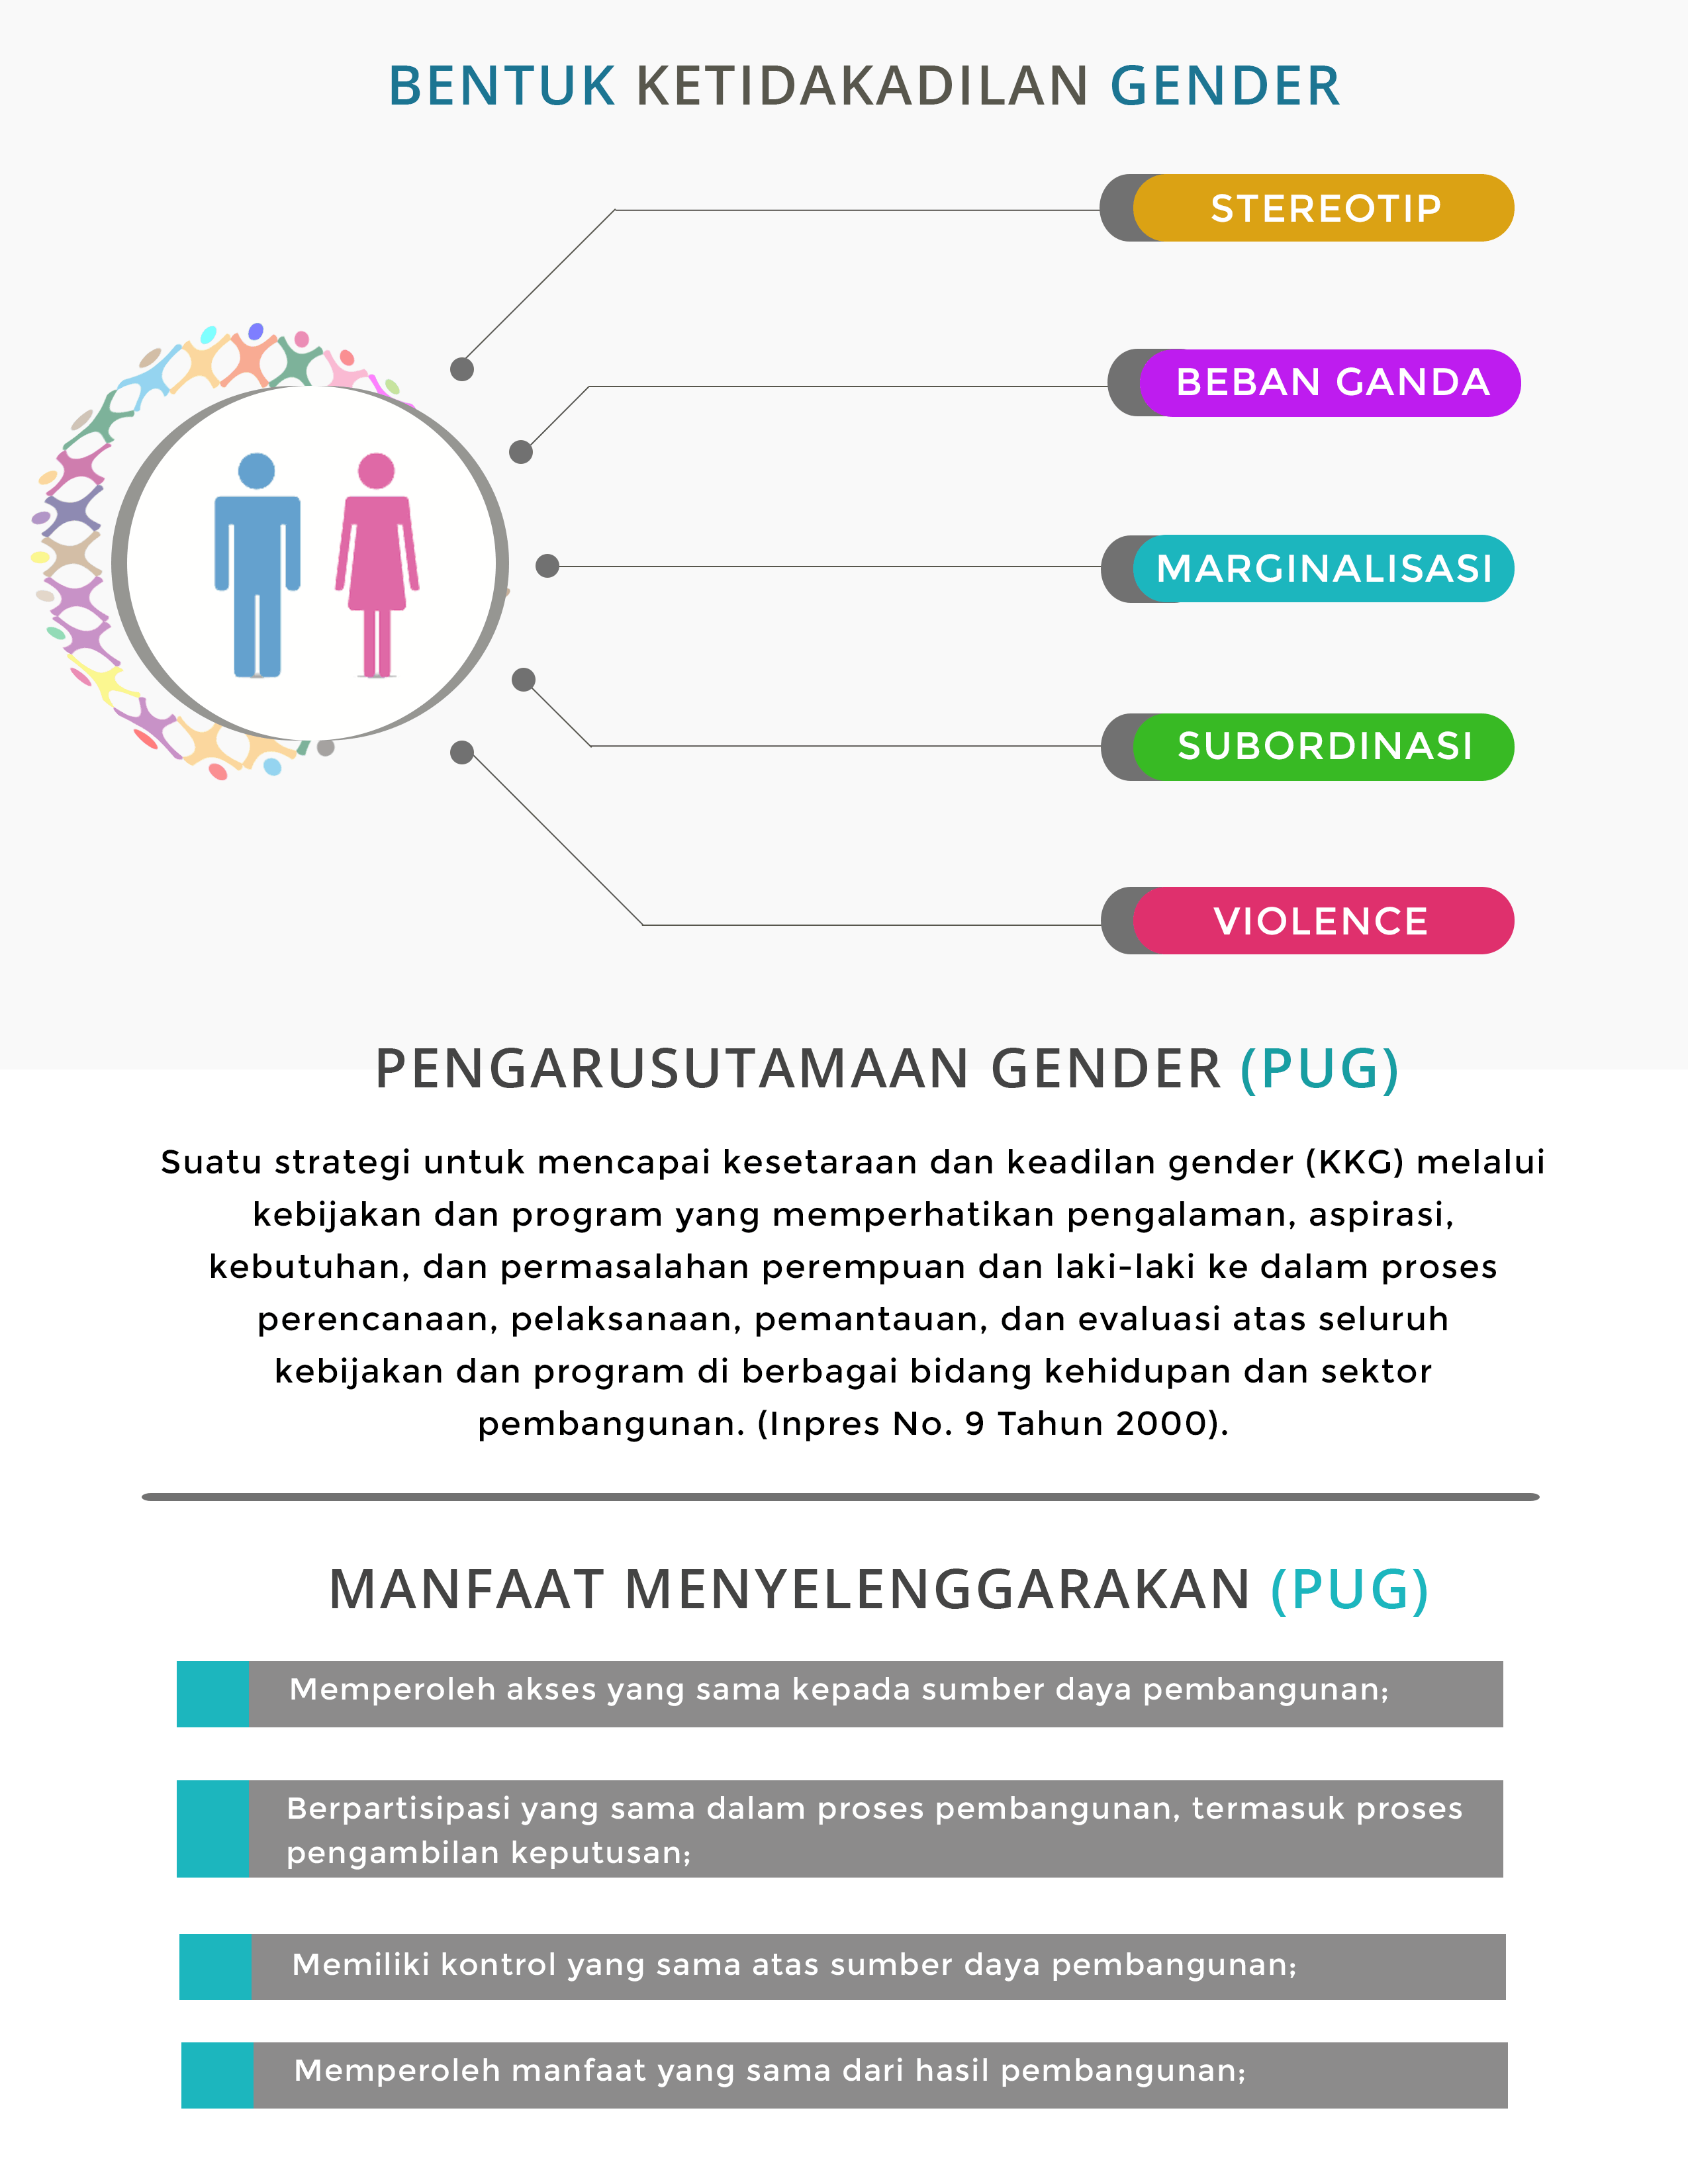 BENTUK KETIDAKADILAN GENDER
STEREOTIP
BEBAN GANDA
MARGINALISASI
SUBORDINASI
VIOLENCE
PENGARUSUTAMAAN GENDER (PUG)
Suatu strategi untuk mencapai kesetaraan dan keadilan gender (KKG) melalui
kebijakan dan program yang memperhatikan pengalaman, aspirasi,
kebutuhan, dan permasalahan perempuan dan laki-laki ke dalam proses
perencanaan, pelaksanaan, pemantauan, dan evaluasi atas seluruh
kebijakan dan program di berbagai bidang kehidupan dan sektor
pembangunan. (Inpres No. 9 Tahun 2000).
MANFAAT MENYELENGGARAKAN (PUG)
Memperoleh akses yang sama kepada sumber daya pembangunan;
Berpartisipasi yang sama dalam proses pembangunan, termasuk proses
pengambilan keputusan;
Memiliki kontrol yang sama atas sumber daya pembangunan;
Memperoleh manfaat yang sama dari hasil pembangunan;